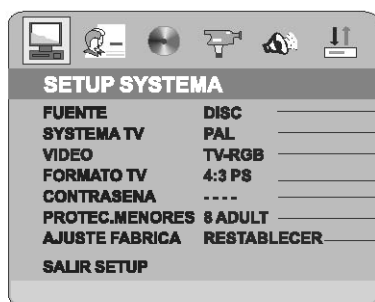 SETUP SYSTEMA
FUENTE DISC
SYSTEMA TV PAL
VIDEO TV-RGB
FORMATO TV 4:3 PS
CONTRASENA - - - -
PROTEC.MENORES 8 ADULT
AJUSTE FABRICA RESTABLECER
SALIR SETUP